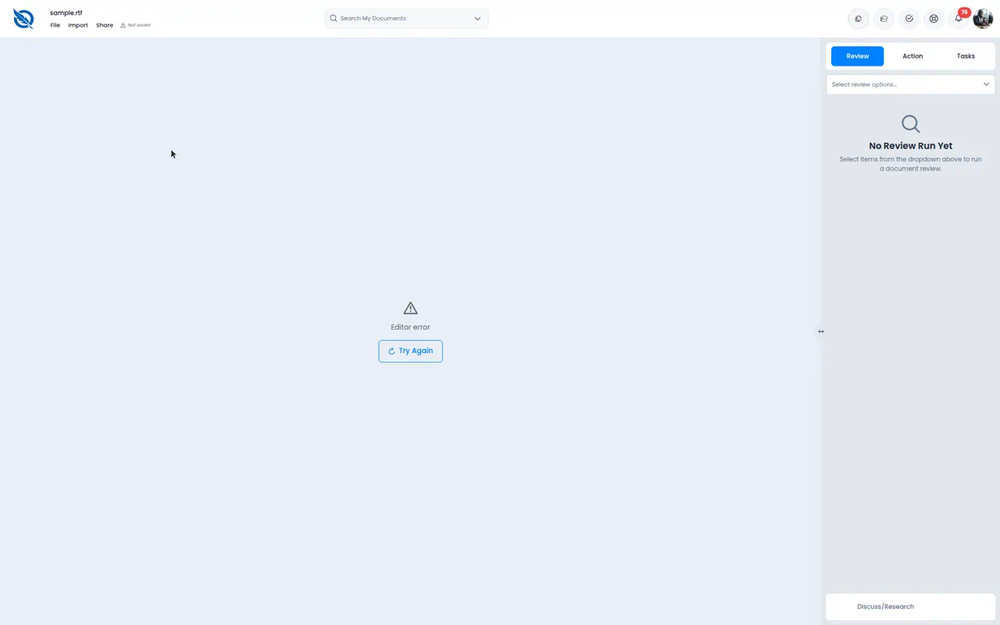 sample.rtf
File Import Share Not saved
Search My Documents
76
Review Action Tasks
Select review options...
No Review Run Yet
Select items from the dropdown above to run
a document review.
Editor error
Try Again
Discuss/Research